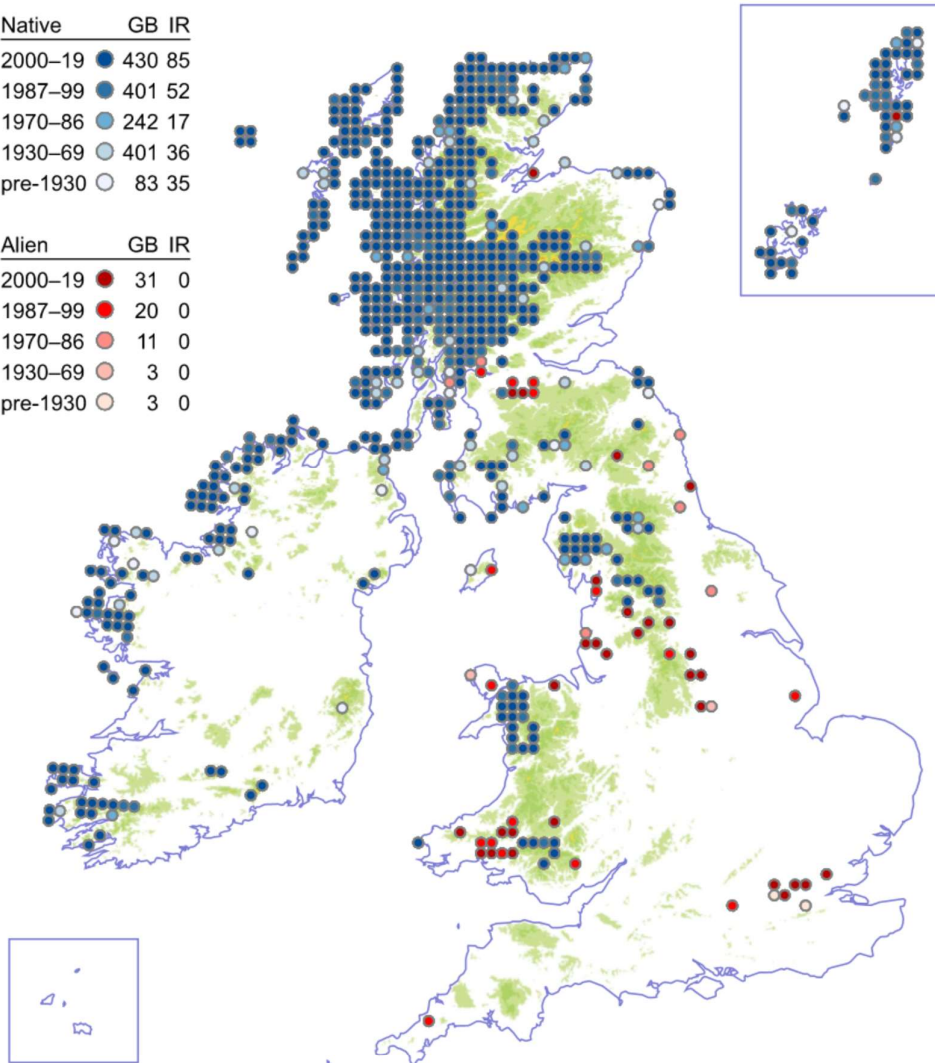 Native GB IR
2000–19 430 85
1987–99 401 52
1970–86 242 17
1930–69 401 36
pre-1930 83 35
Alien GB IR
2000–19 31 0
1987–99 20 0
1970–86 11 0
1930–69 3 0
pre-1930 3 0